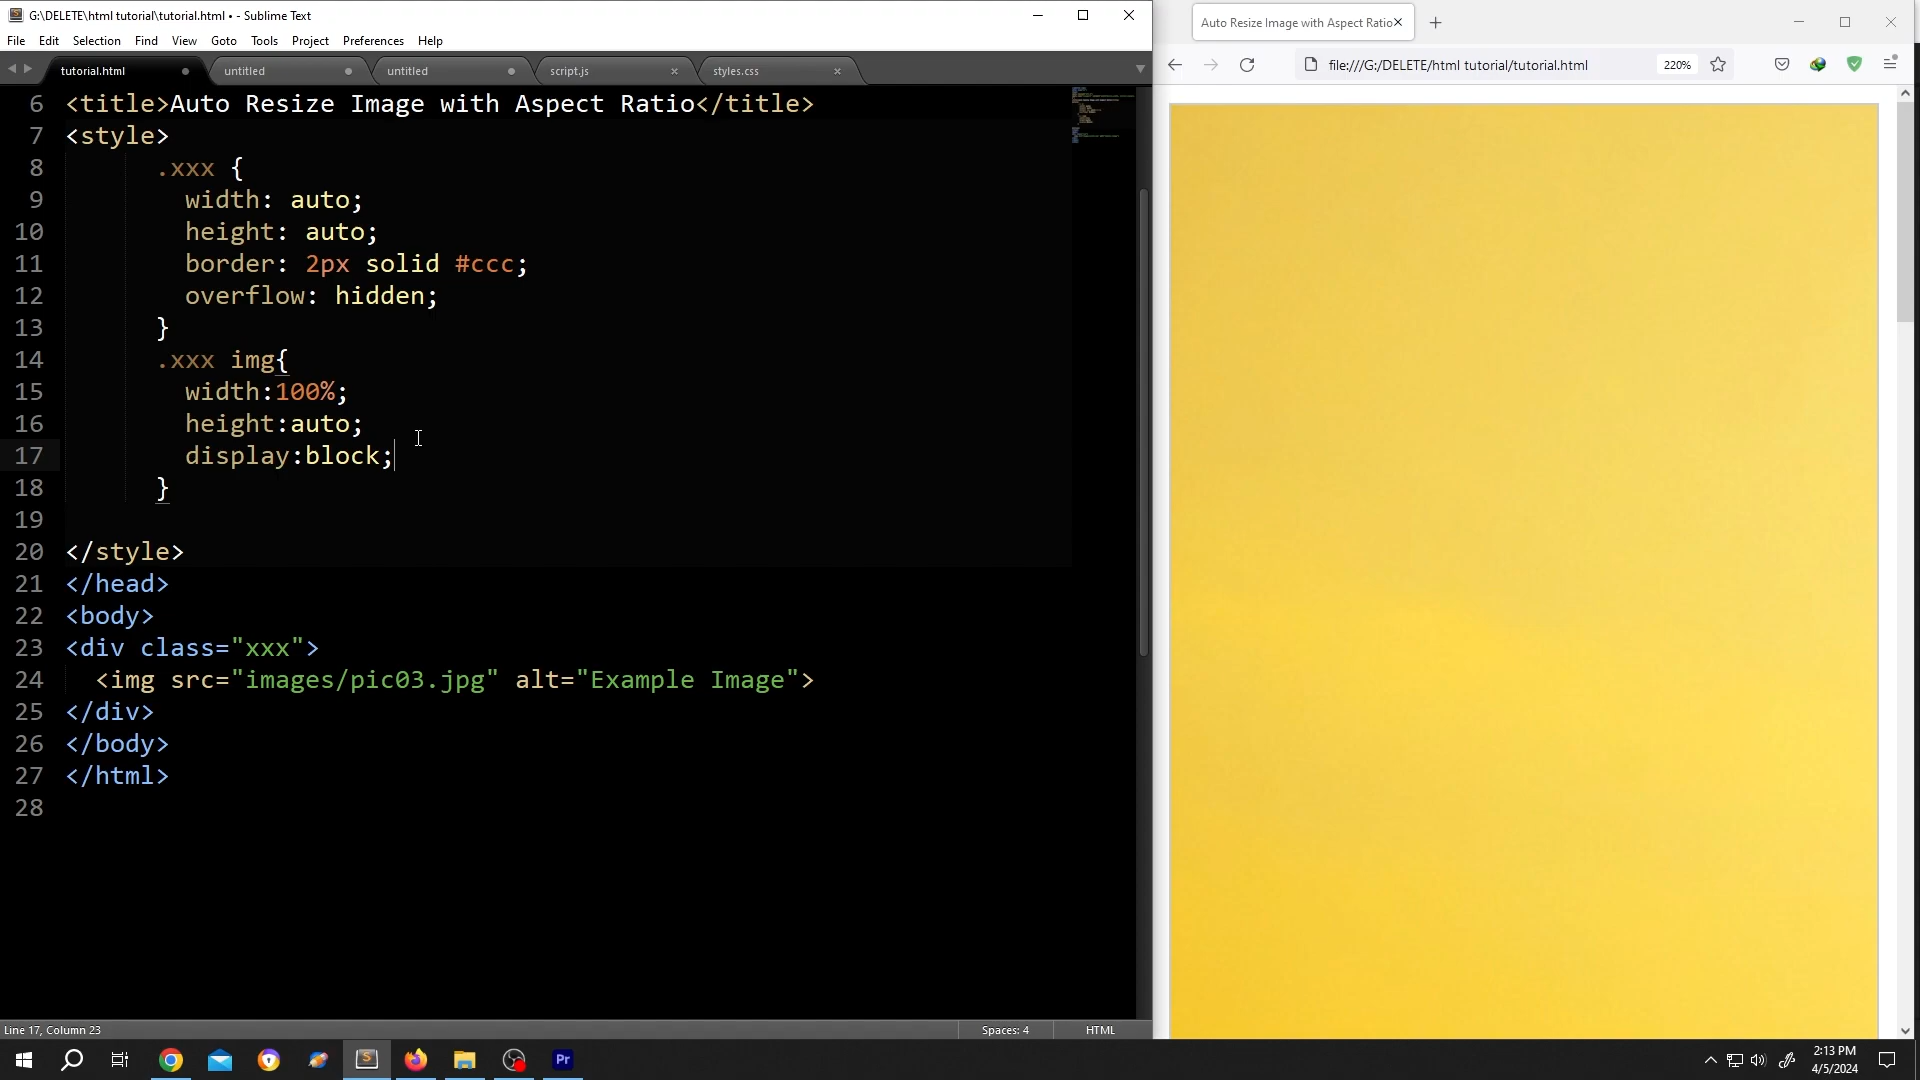 G:\DELETE\html tutorial\tutorial.html • - Sublime Text
File Edit Selection Find View Goto Tools Project Preferences Help
tutorial.html untitled untitled script.js styles.css
6 <title>Auto Resize Image with Aspect Ratio</title>
7 <style>
8 .xxx {
9 width: auto;
10 height: auto;
11 border: 2px solid #ccc;
12 overflow: hidden;
13 }
14 .xxx img{
15 width:100%;
16 height:auto;
17 display:block;
18 }
19
20 </style>
21 </head>
22 <body>
23 <div class="xxx">
24 <img src="images/pic03.jpg" alt="Example Image">
25 </div>
26 </body>
27 </html>
28
Line 17, Column 23
Spaces: 4 HTML
Auto Resize Image with Aspect Ratio
file:///G:/DELETE/html tutorial/tutorial.html 220%
S
Pr
2:13 PM
4/5/2024